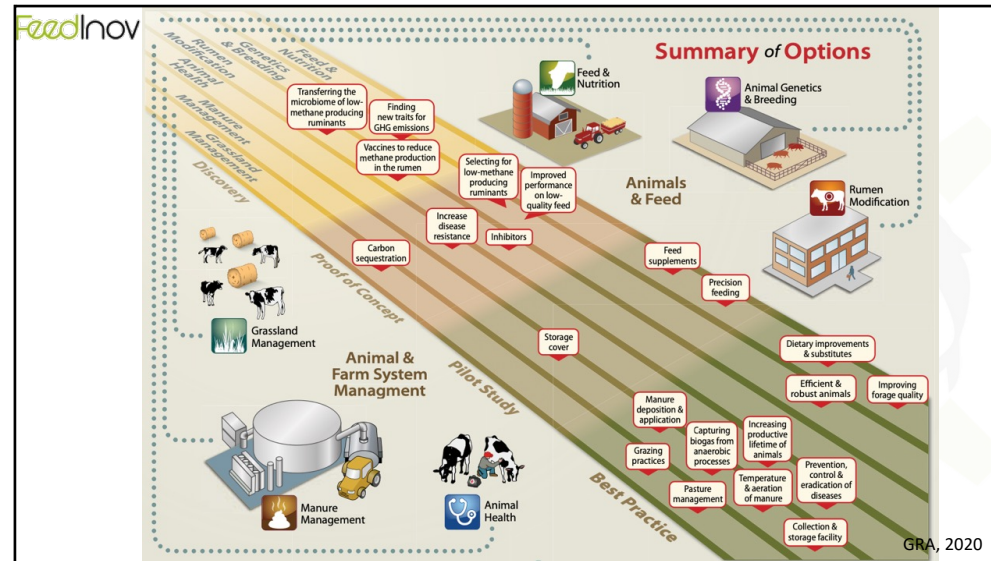 FeedInov
Summary of Options
Feed &
Nutrition
Genetics
& Breeding
Rumen
Modification
Animal
Health
Manure
Management
Grassland
Management
Discovery
Proof of Concept
Pilot Study
Best Practice
Feed &
Nutrition
Animal Genetics
& Breeding
Rumen
Modification
Animals
& Feed
Transferring the
microbiome of low-
methane producing
ruminants
Finding
new traits for
GHG emissions
Vaccines to reduce
methane production
in the rumen
Selecting for
low-methane
producing
ruminants
Improved
performance
on low-
quality feed
Increase
disease
resistance
Inhibitors
Carbon
sequestration
Feed
supplements
Precision
feeding
Storage
cover
Dietary improvements
& substitutes
Efficient &
robust animals
Improving
forage quality
Manure
deposition &
application
Capturing
biogas from
anaerobic
processes
Increasing
productive
lifetime of
animals
Grazing
practices
Pasture
management
Temperature
& aeration
of manure
Prevention,
control &
eradication of
diseases
Collection &
storage facility
Grassland
Management
Animal &
Farm System
Managment
Manure
Management
Animal
Health
GRA, 2020